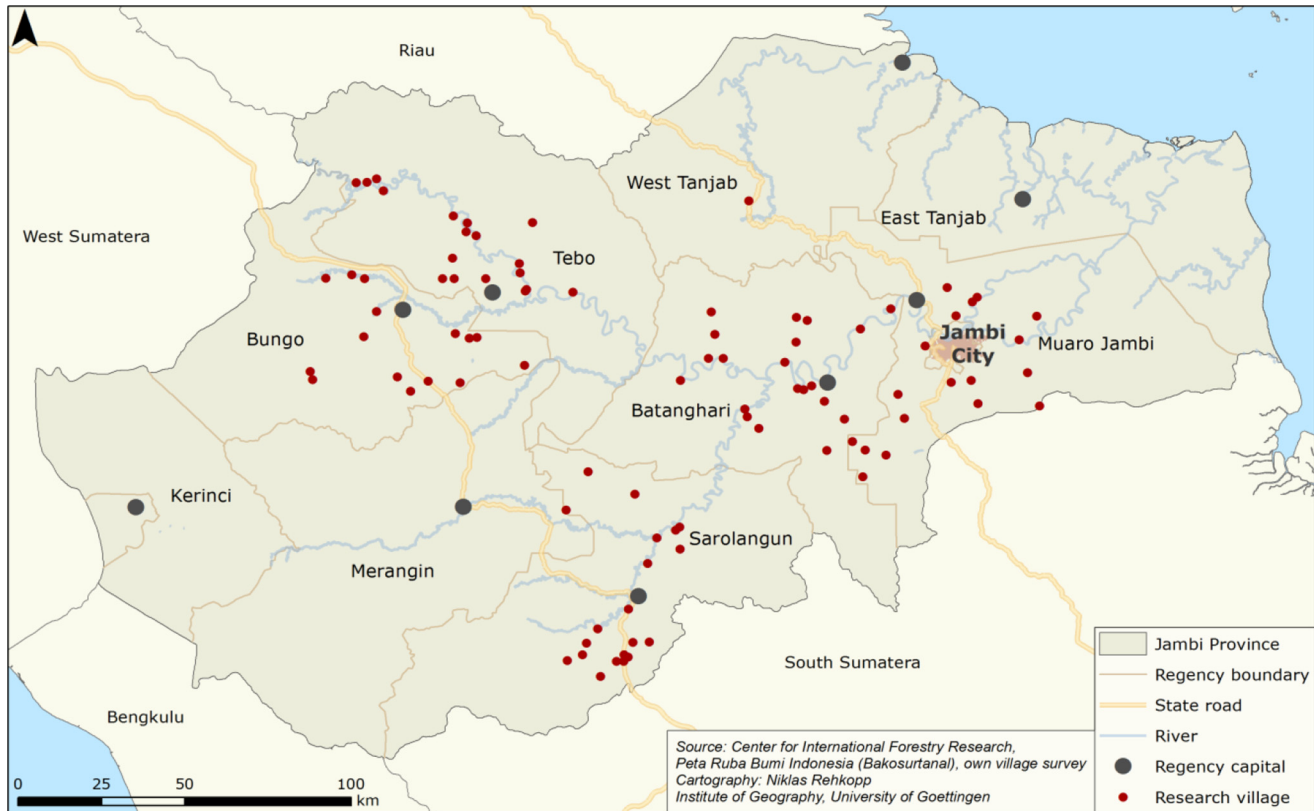 Riau
West Tanjab
East Tanjab
West Sumatera
Tebo
Bungo
Jambi
City
Muaro Jambi
Batanghari
Kerinci
Sarolangun
Merangin
South Sumatera
Bengkulu
Jambi Province
Regency boundary
State road
River
Regency capital
Research village
Source: Center for International Forestry Research,
Peta Ruba Bumi Indonesia (Bakosurtanal), own village survey
Cartography: Niklas Rehkopp
Institute of Geography, University of Goettingen
0 25 50 100
km